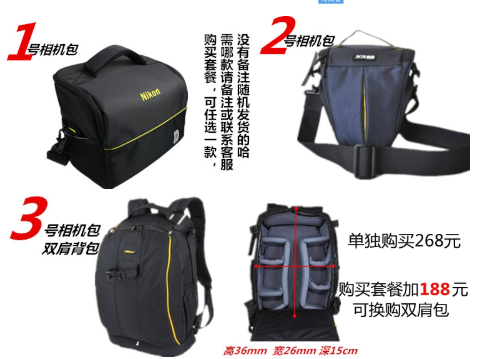 1号相机包
Nikon
购买套餐，可任选一款，
需哪款请备注或联系客服
没有备注随机发货的哈
2号相机包
Nikon
3号相机包
双肩背包
单独购买268元
购买套餐加188元
可换购双肩包
高36mm 宽26mm 深15cm